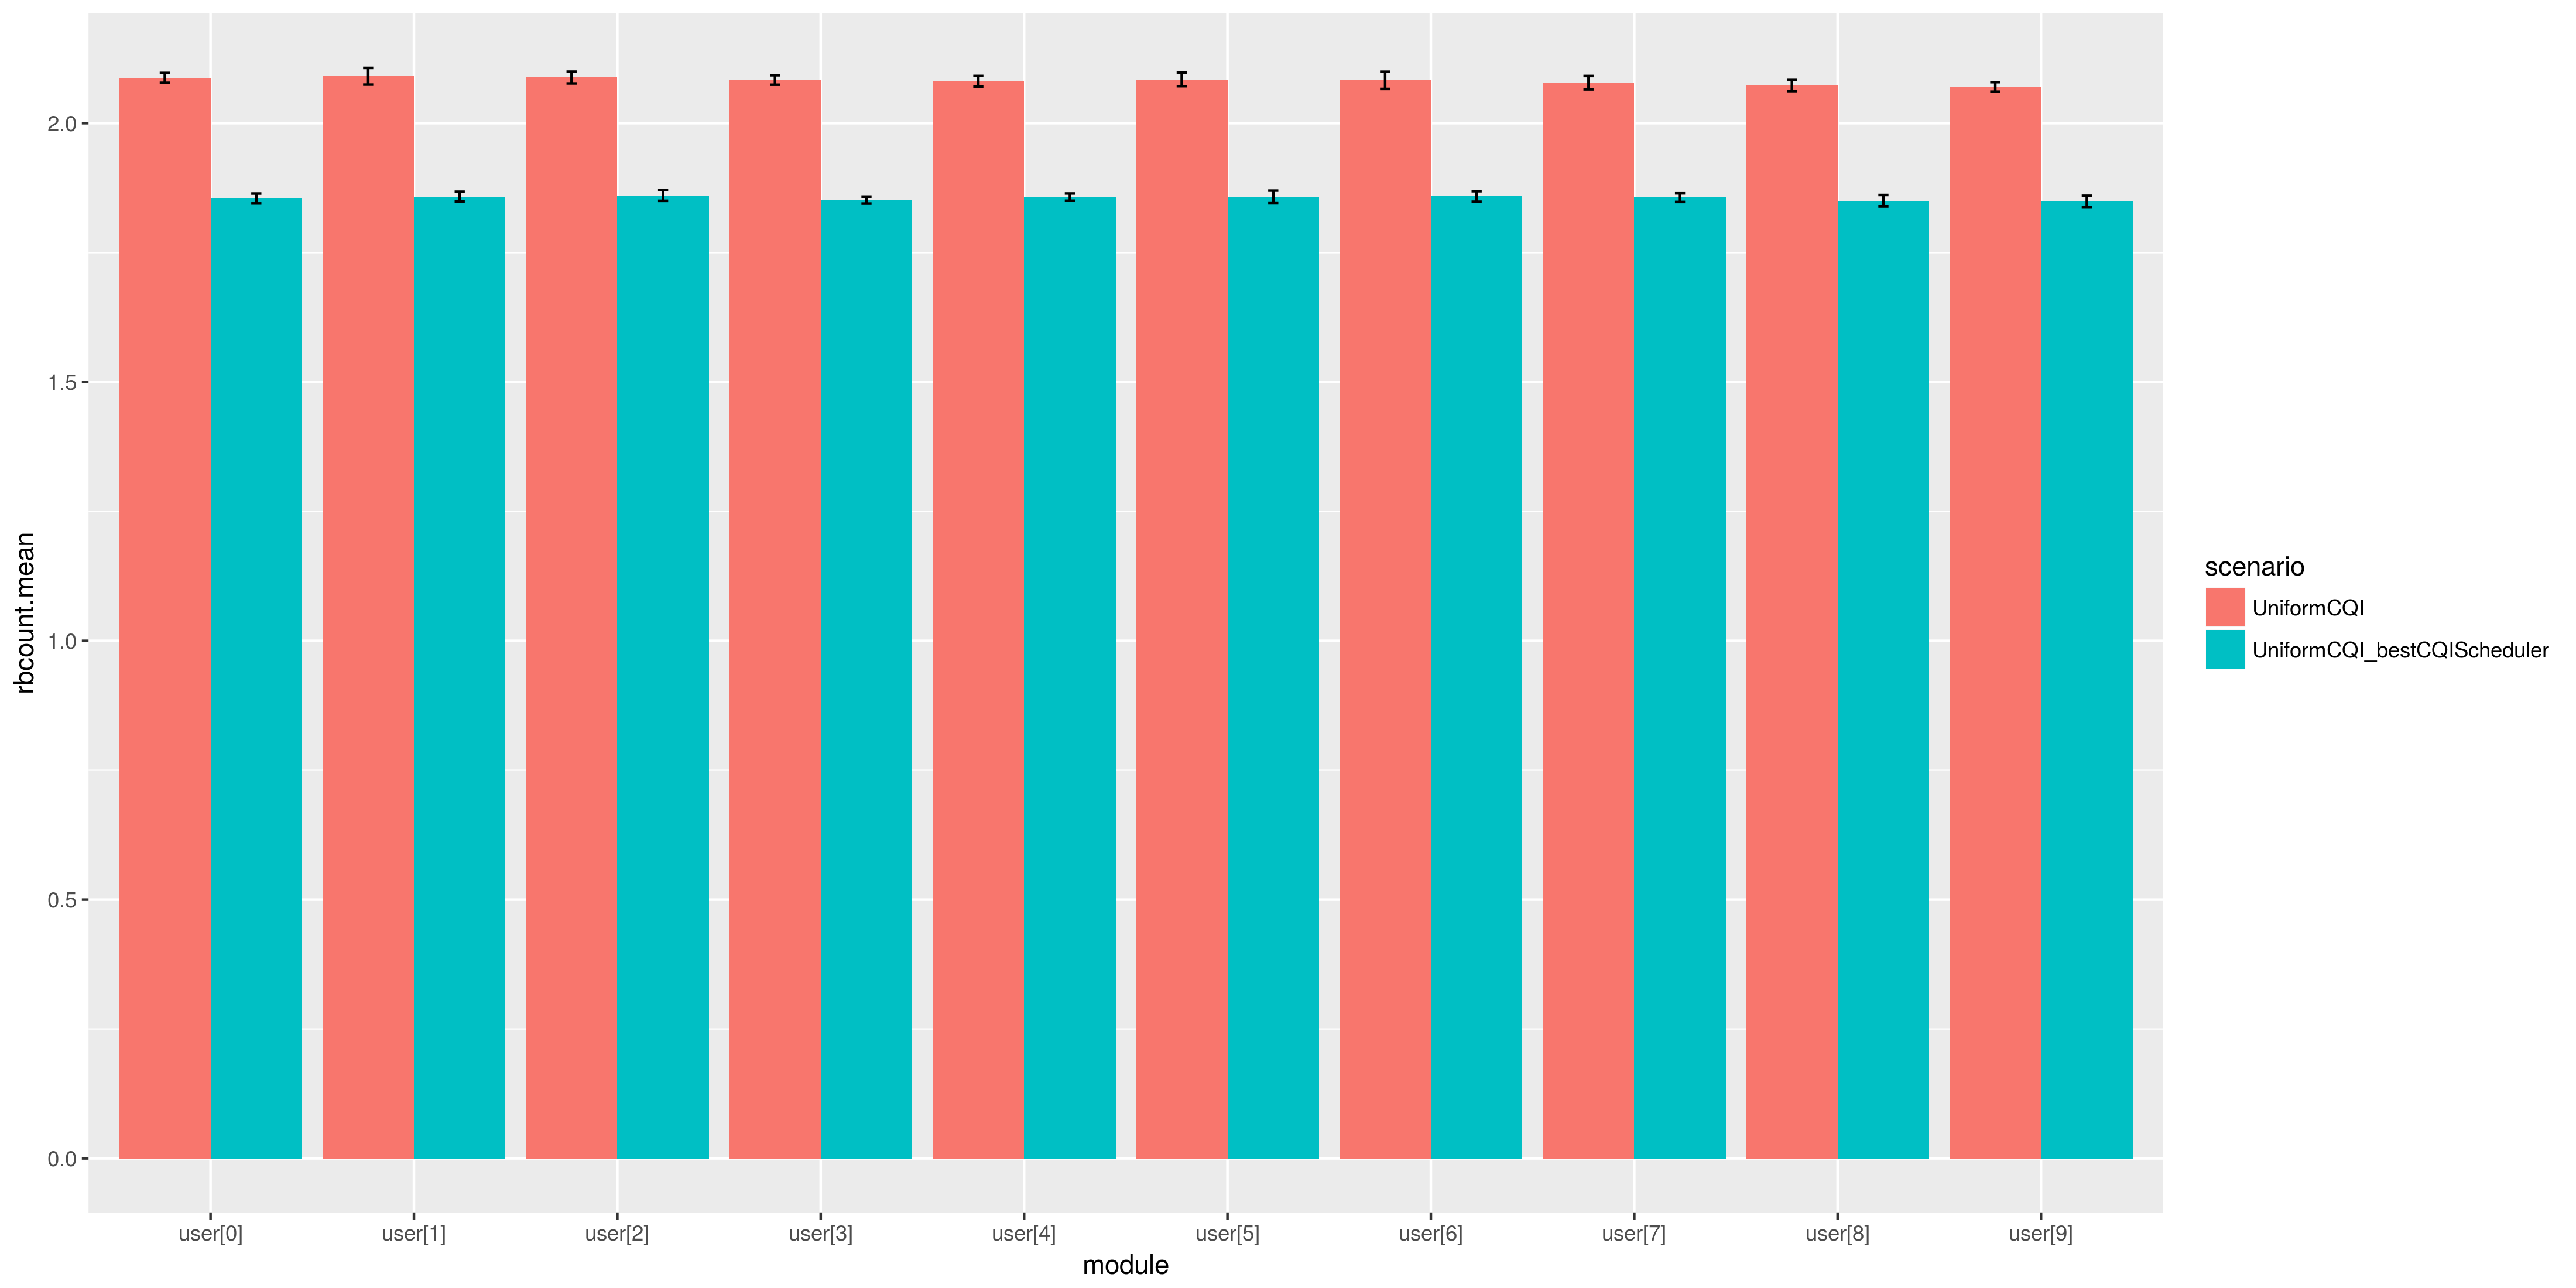 rbcount.mean
2.0
1.5
1.0
0.5
0.0
user[0] user[1] user[2] user[3] user[4] user[5] user[6] user[7] user[8] user[9]
module
scenario
UniformCQI
UniformCQI_bestCQIScheduler